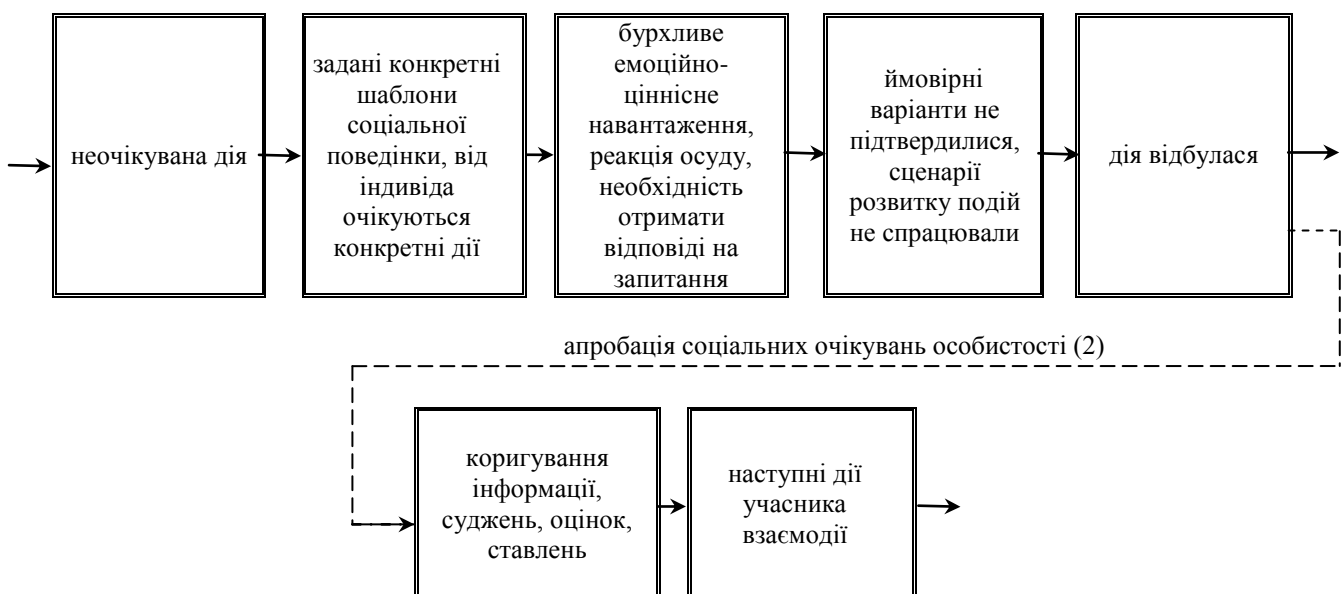 неочікувана дія
задані конкретні
шаблони
соціальної
поведінки, від
індивіда
очікуються
конкретні дії
бурхливе
емоційно-
ціннісне
навантаження,
реакція осуду,
необхідність
отримати
відповіді на
запитання
ймовірні
варіанти не
підтвердилися,
сценарії
розвитку подій
не спрацювали
дія відбулася
апробація соціальних очікувань особистості (2)
коригування
інформації,
суджень, оцінок,
ставлень
наступні дії
учасника
взаємодії